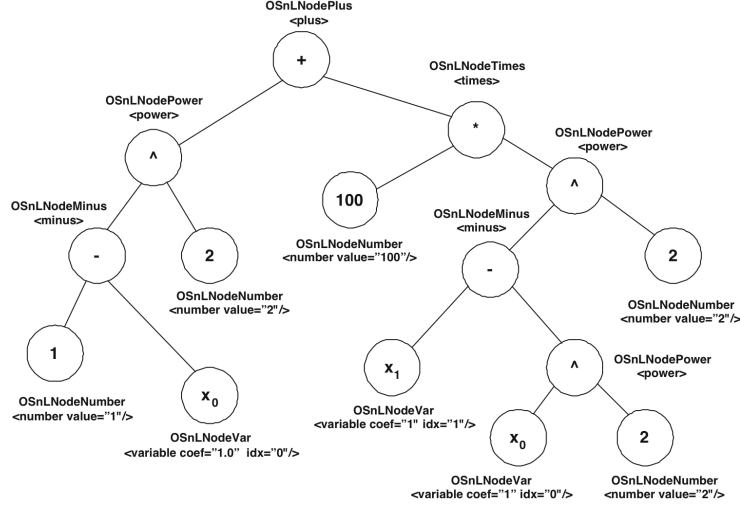 OSnLNodePlus
<plus>
+
OSnLNodeTimes
<times>
*
OSnLNodePower
<power>
^
OSnLNodePower
<power>
^
100
OSnLNodeNumber
<number value="100"/>
OSnLNodeMinus
<minus>
-
2
OSnLNodeNumber
<number value="2"/>
OSnLNodeMinus
<minus>
-
2
OSnLNodeNumber
<number value="2"/>
1
OSnLNodeNumber
<number value="1"/>
x0
OSnLNodeVar
<variable coef="1.0" idx="0"/>
x1
OSnLNodeVar
<variable coef="1" idx="1"/>
^
OSnLNodePower
<power>
x0
OSnLNodeVar
<variable coef="1" idx="0"/>
2
OSnLNodeNumber
<number value="2"/>